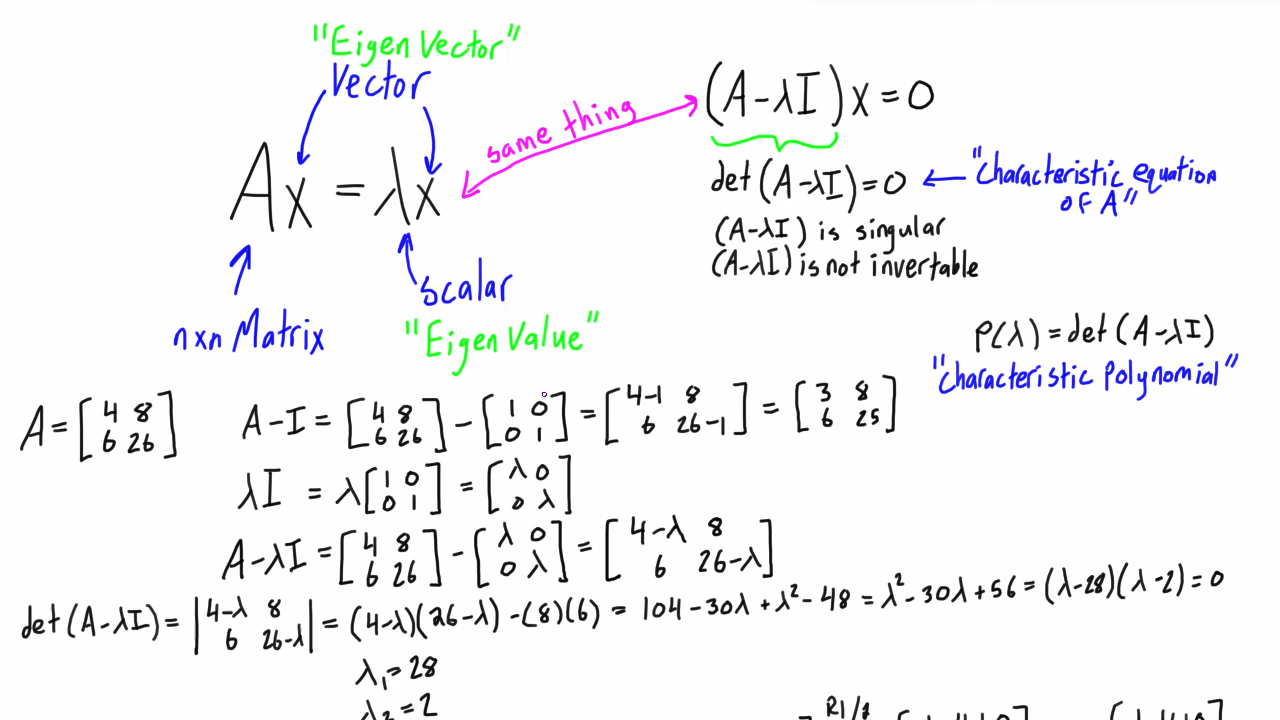 "Eigen Vector"
Vector
Ax = λx
nxn Matrix
scalar
"Eigen Value"
same thing
(A-λI)x = 0
det(A-λI) = 0
"Characteristic equation
OF A"
(A-λI) is singular
(A-λI) is not invertable
P(λ) = det(A-λI)
"Characteristic Polynomial"
A = [4 8; 6 26]
A-I = [4 8; 6 26] - [1 0; 0 1] = [4-1 8; 6 26-1] = [3 8; 6 25]
λI = λ[1 0; 0 1] = [λ 0; 0 λ]
A-λI = [4 8; 6 26] - [λ 0; 0 λ] = [4-λ 8; 6 26-λ]
det(A-λI) = |4-λ 8; 6 26-λ| = (4-λ)(26-λ) -(8)(6) = 104-30λ+λ²-48 = λ²-30λ+56 = (λ-28)(λ-2) = 0
λ₁ = 28
λ₂ = 2